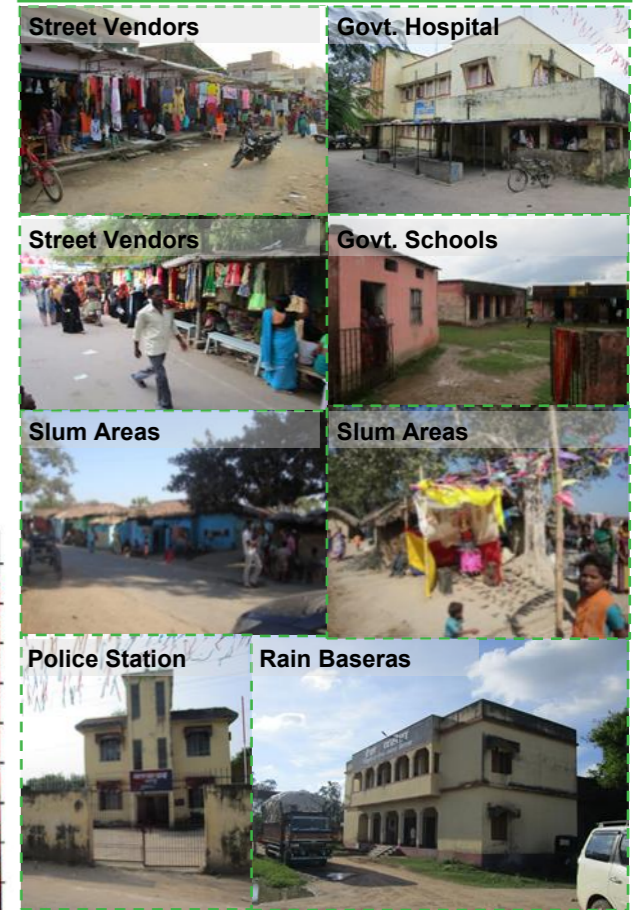 Street Vendors
Govt. Hospital
Street Vendors
Govt. Schools
Slum Areas
Slum Areas
Police Station
Rain Baseras